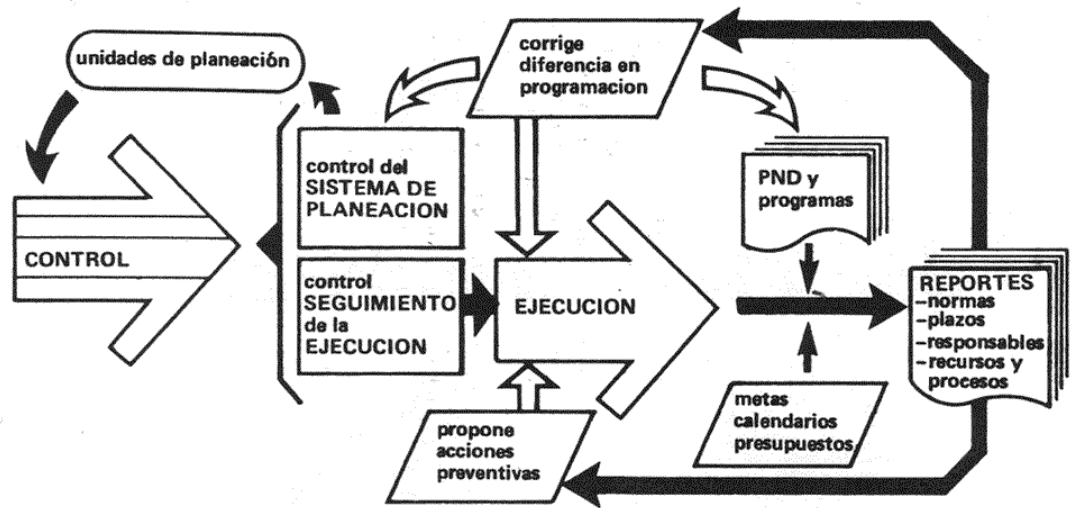 unidades de planeación
corrige
diferencia en
programacion
CONTROL
control del
SISTEMA DE
PLANEACION
control
SEGUIMIENTO
de la
EJECUCION
EJECUCION
PND y
programas
REPORTES
–normas
–plazos
–responsables
–recursos y
procesos
propone
acciones
preventivas
metas
calendarios
presupuestos